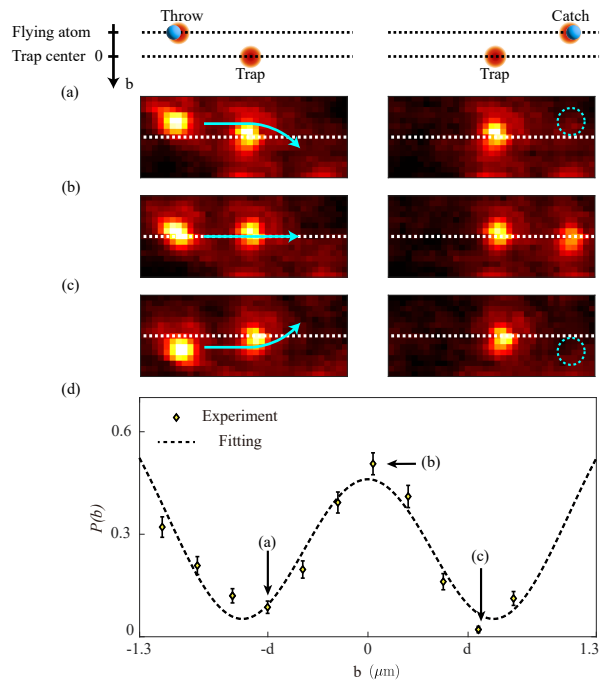 Throw
Catch
Flying atom
Trap center 0
Trap
Trap
b
(a)
(b)
(c)
(d)
0.6
Experiment
Fitting
(b)
P(b)
0.3
(a)
(c)
0
-1.3
-d
0
d
1.3
b (μm)